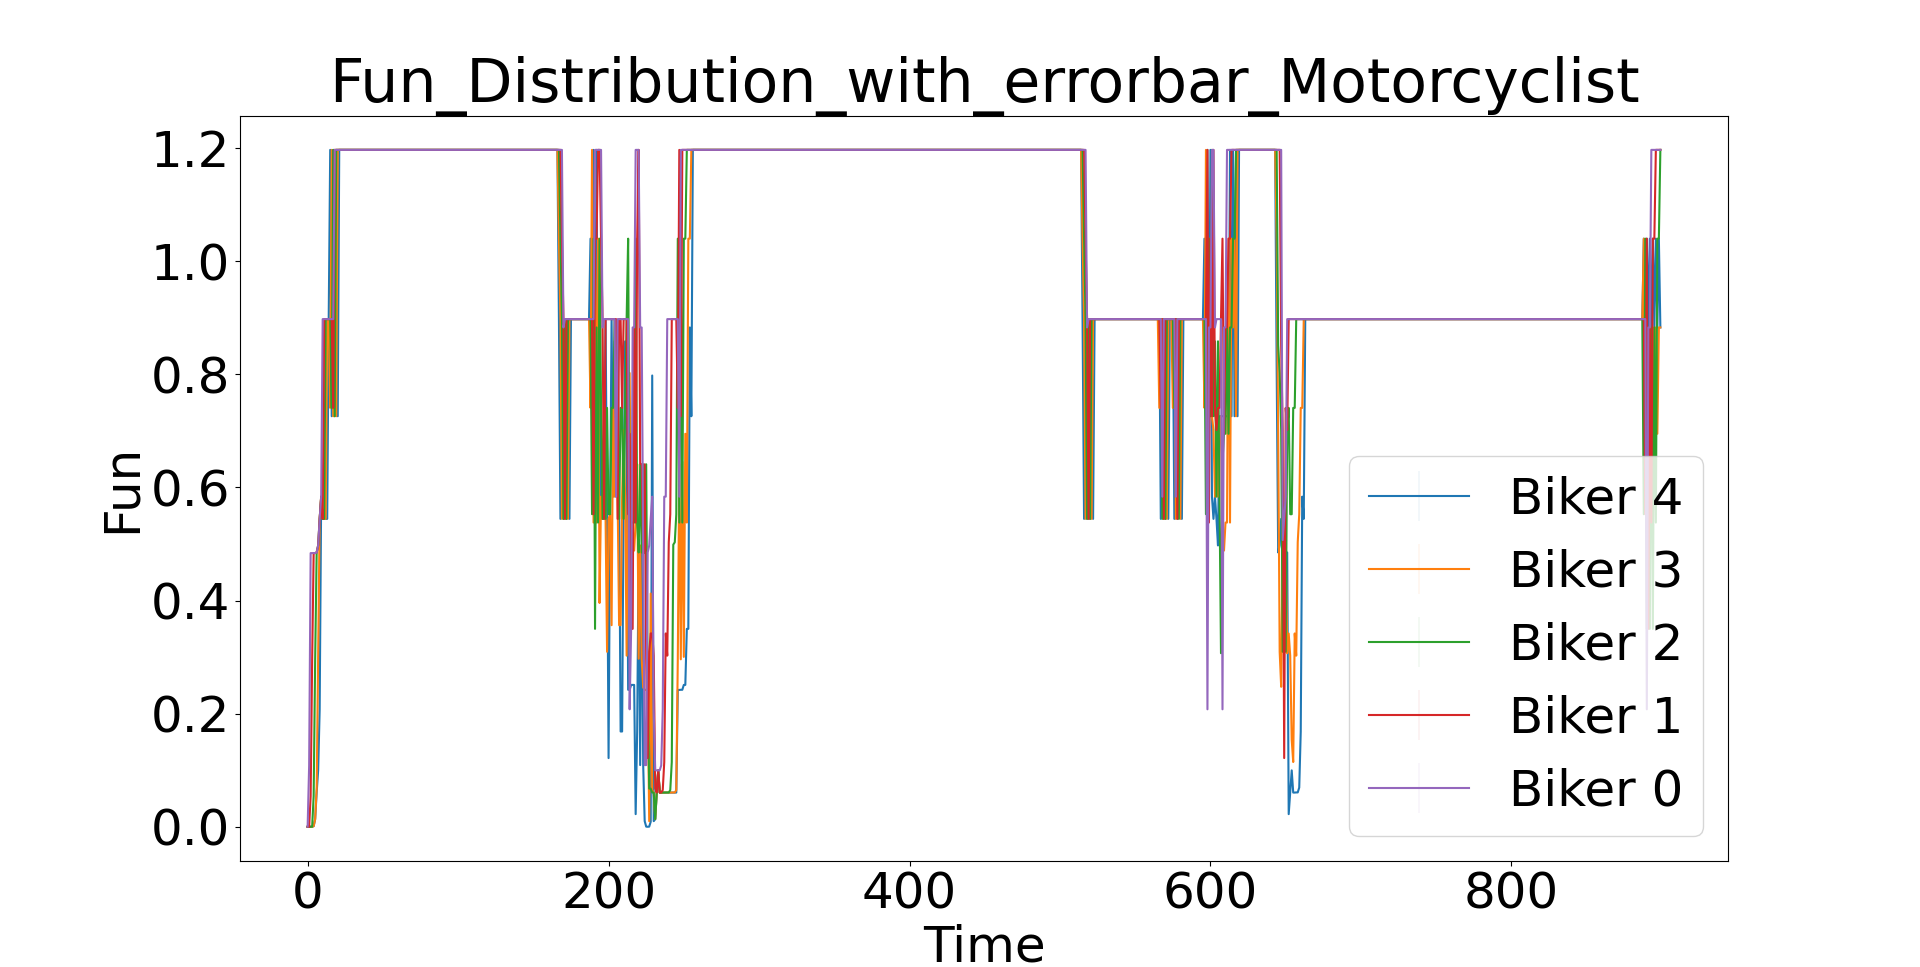 Fun_Distribution_with_errorbar_Motorcyclist
1.2
1.0
0.8
0.6
0.4
0.2
0.0
Fun
0 200 400 600 800
Time
Biker 4
Biker 3
Biker 2
Biker 1
Biker 0